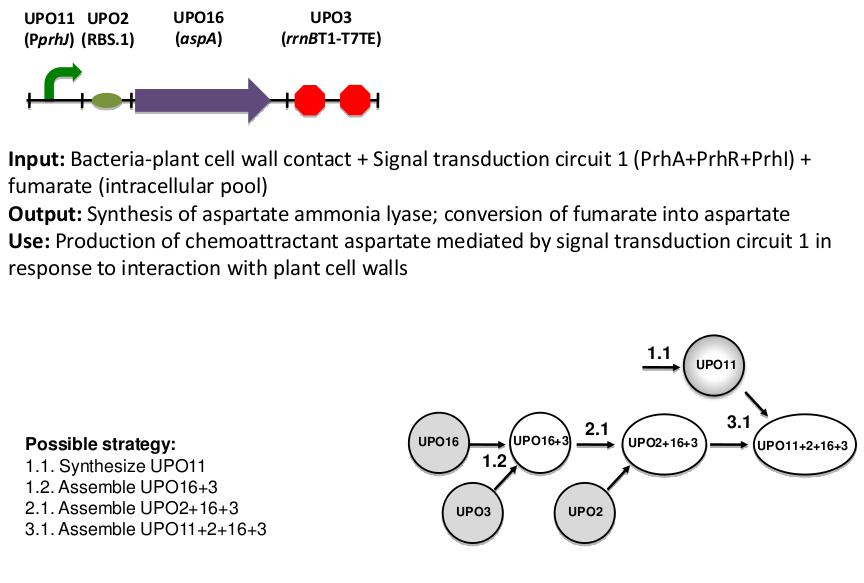 UPO11 UPO2 UPO16 UPO3
(PprhJ) (RBS.1) (aspA) (rrnBT1-T7TE)
Input: Bacteria-plant cell wall contact + Signal transduction circuit 1 (PrhA+PrhR+PrhI) +
fumarate (intracellular pool)
Output: Synthesis of aspartate ammonia lyase; conversion of fumarate into aspartate
Use: Production of chemoattractant aspartate mediated by signal transduction circuit 1 in
response to interaction with plant cell walls
1.1
UPO11
3.1
UPO16
UPO16+3
2.1
UPO2+16+3
UPO11+2+16+3
1.2
UPO3
UPO2
Possible strategy:
1.1. Synthesize UPO11
1.2. Assemble UPO16+3
2.1. Assemble UPO2+16+3
3.1. Assemble UPO11+2+16+3